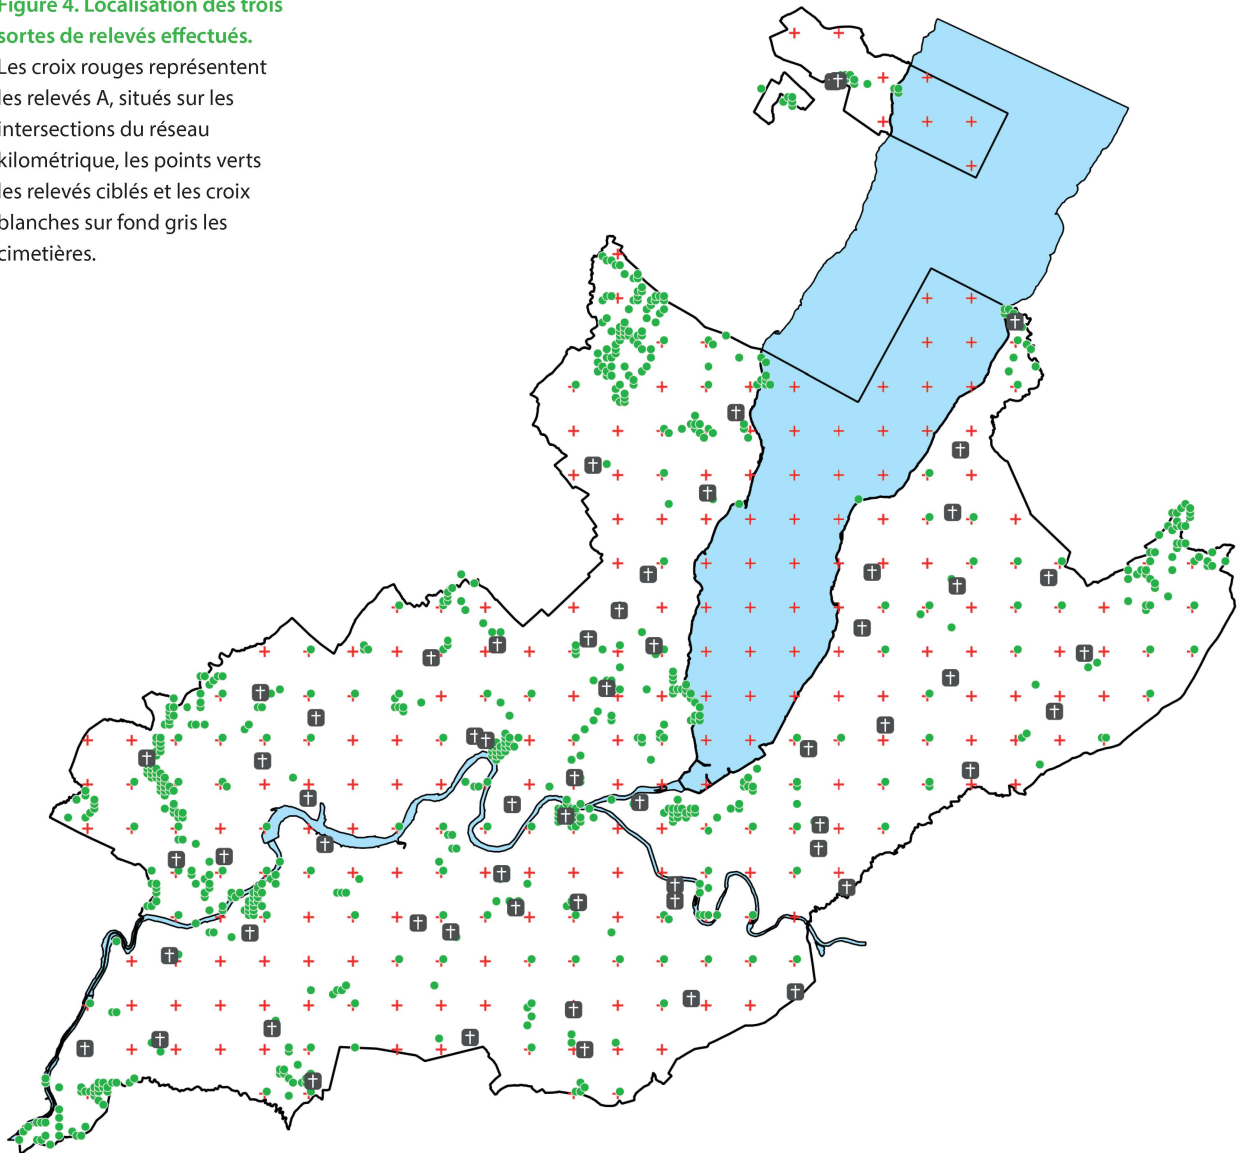 Figure 4. Localisation des trois
sortes de relevés effectués.
Les croix rouges représentent
les relevés A, situés sur les
intersections du réseau
kilométrique, les points verts
les relevés ciblés et les croix
blanches sur fond gris les
cimetières.